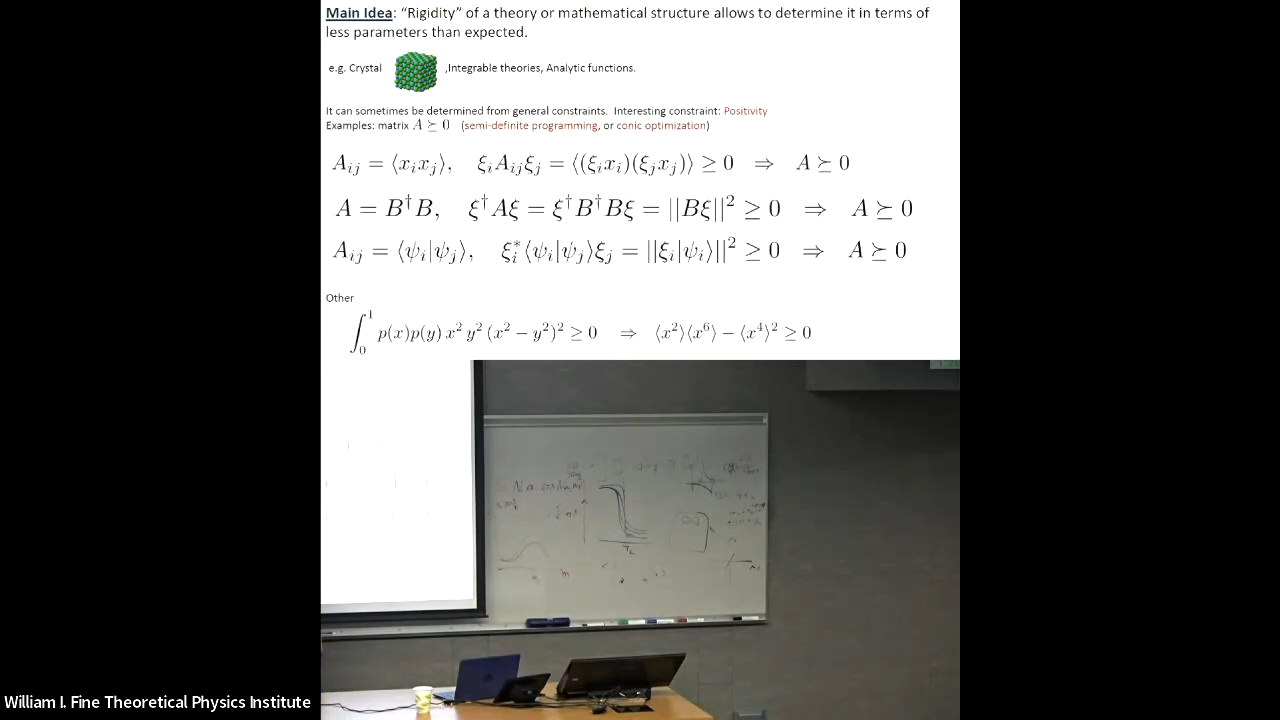 Main Idea: “Rigidity” of a theory or mathematical structure allows to determine it in terms of
less parameters than expected.
e.g. Crystal ,Integrable theories, Analytic functions.
It can sometimes be determined from general constraints. Interesting constraint: Positivity
Examples: matrix A ⪰ 0 (semi-definite programming, or conic optimization)
A_{ij} = ⟨x_i x_j⟩, ξ_i A_{ij} ξ_j = ⟨(ξ_i x_i)(ξ_j x_j)⟩ ≥ 0 ⇒ A ⪰ 0
A = B^†B, ξ^†Aξ = ξ^†B^†Bξ = ||Bξ||^2 ≥ 0 ⇒ A ⪰ 0
A_{ij} = ⟨ψ_i|ψ_j⟩, ξ_i^*⟨ψ_i|ψ_j⟩ξ_j = ||ξ_i|ψ_i⟩||^2 ≥ 0 ⇒ A ⪰ 0
Other
∫_0^1 p(x)p(y) x^2 y^2 (x^2 − y^2)^2 ≥ 0 ⇒ ⟨x^2⟩⟨x^6⟩ − ⟨x^4⟩^2 ≥ 0
T_c
William I. Fine Theoretical Physics Institute